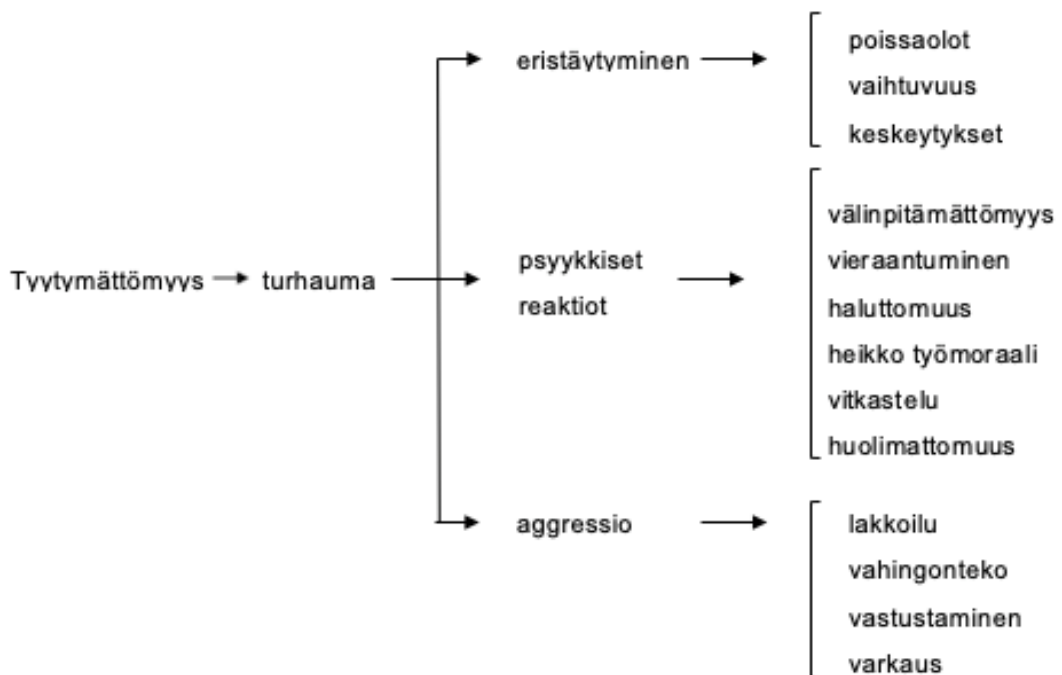 Tyytymättömyys
turhauma
eristäytyminen
poissaolot
vaihtuvuus
keskeytykset
psyykkiset
reaktiot
välinpitämättömyys
vieraantuminen
haluttomuus
heikko työmoraali
vitkastelu
huolimattomuus
aggressio
lakkoilu
vahingonteko
vastustaminen
varkaus